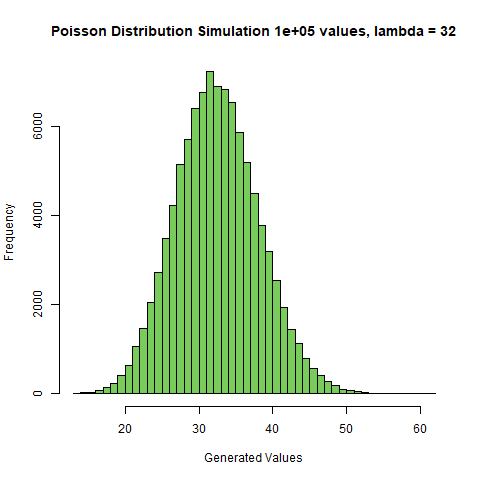 Poisson Distribution Simulation 1e+05 values, lambda = 32
6000
4000
2000
0
Frequency
20 30 40 50 60
Generated Values